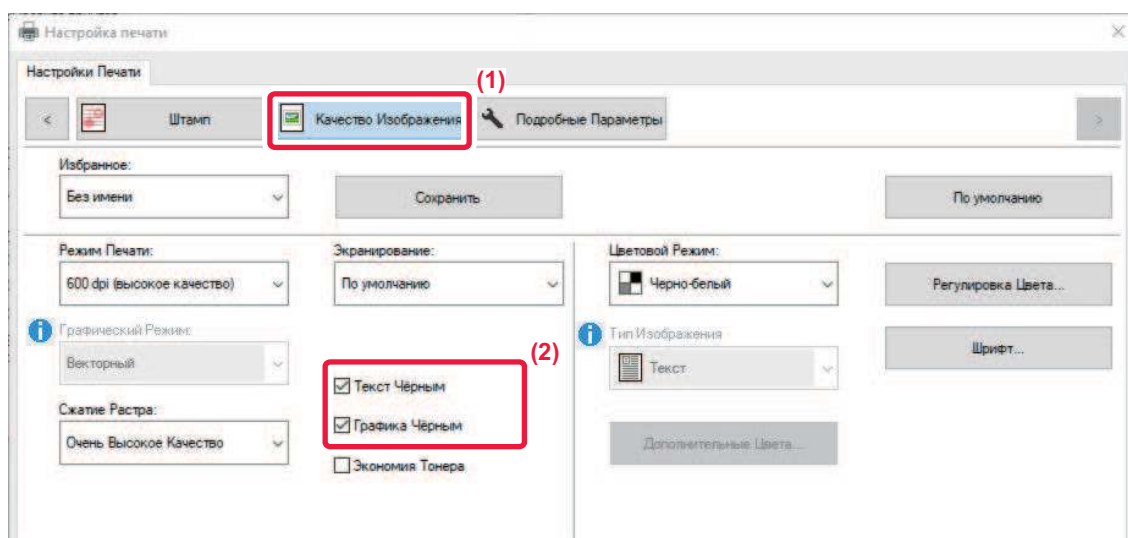 Настройка печати
Настройки Печати
(1)
<
Штамп
Качество Изображения
Подробные Параметры
>
Избранное:
Без имени
Сохранить
По умолчанию
Режим Печати:
Экранирование:
Цветовой Режим:
600 dpi (высокое качество)
По умолчанию
Черно-белый
Регулировка Цвета...
Графический Режим:
Тип Изображения
Векторный
(2)
Текст
Шрифт...
Текст Чёрным
Сжатие Растра:
Графика Чёрным
Очень Высокое Качество
Дополнительные Цвета...
Экономия Тонера